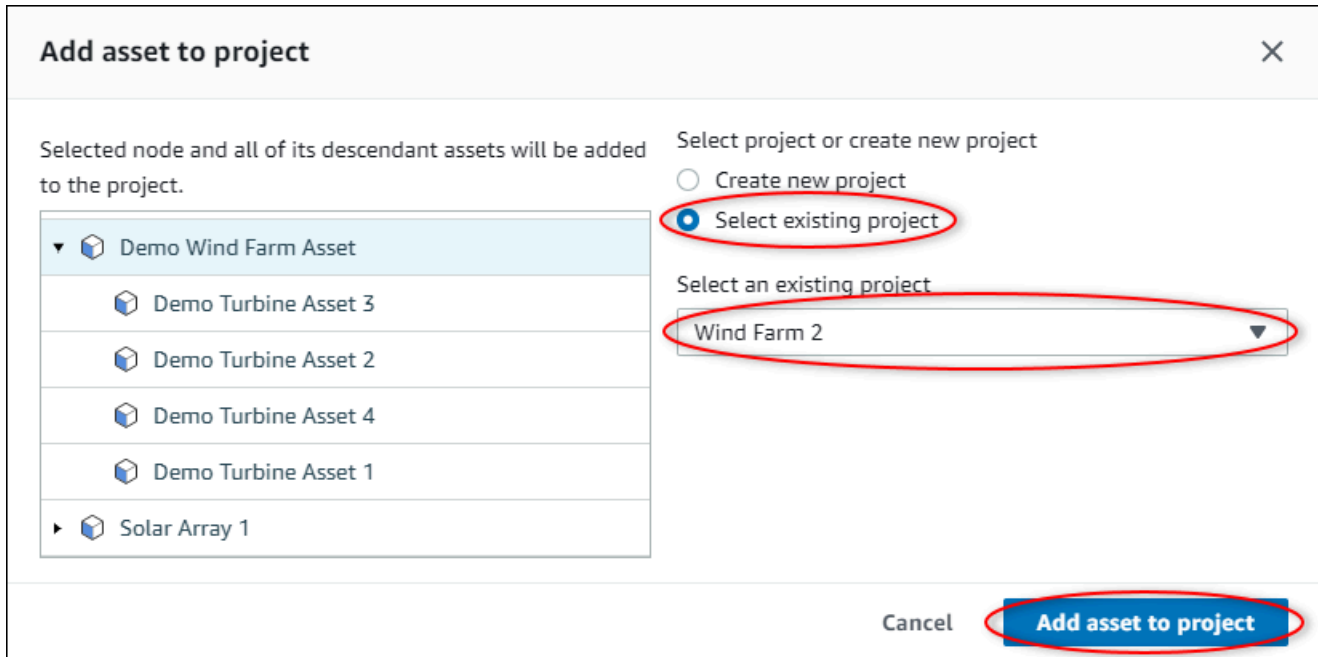 Add asset to project
Selected node and all of its descendant assets will be added
to the project.
Demo Wind Farm Asset
Demo Turbine Asset 3
Demo Turbine Asset 2
Demo Turbine Asset 4
Demo Turbine Asset 1
Solar Array 1
Select project or create new project
Create new project
Select existing project
Select an existing project
Wind Farm 2
Cancel
Add asset to project